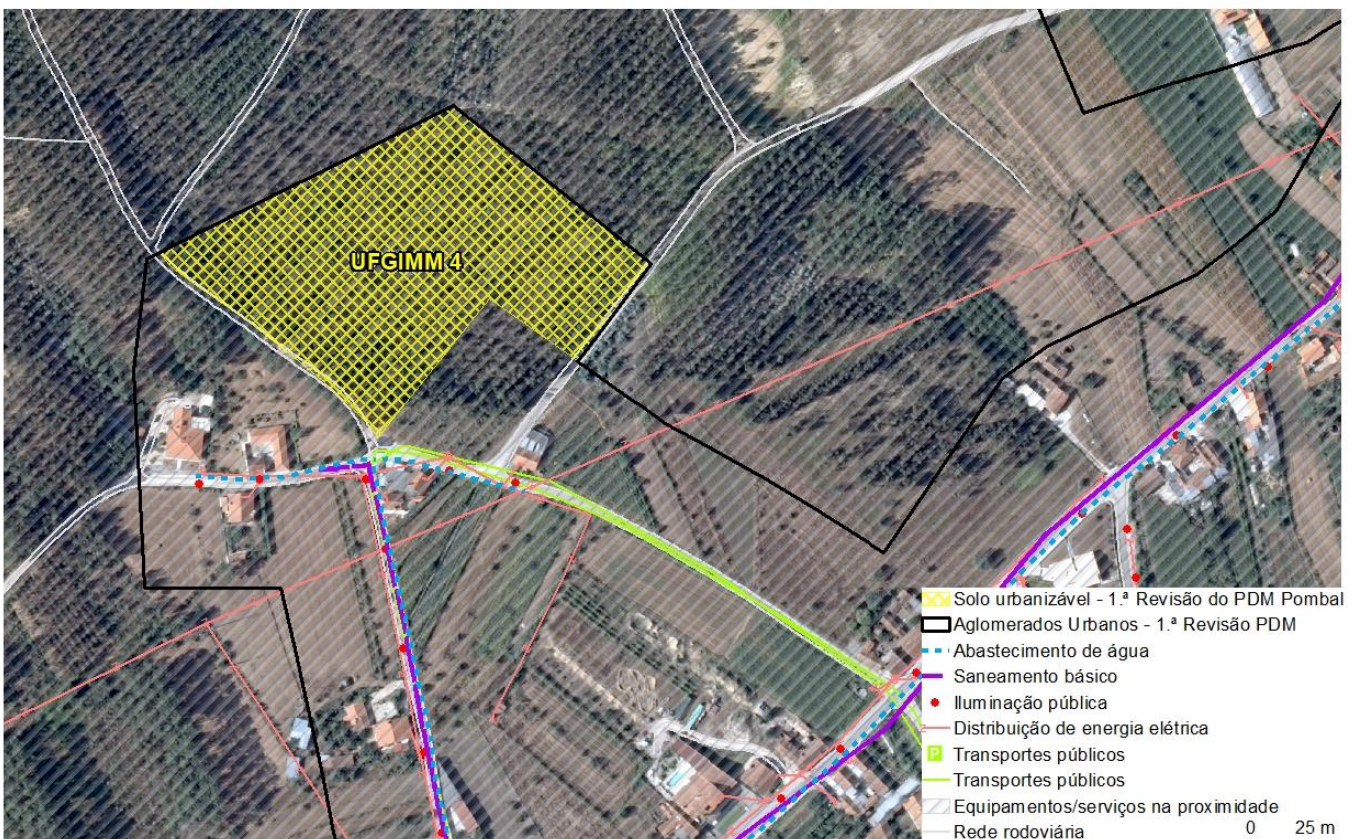 UFGIMM 4
Solo urbanizável - 1.ª Revisão do PDM Pombal
Aglomerados Urbanos - 1.ª Revisão PDM
Abastecimento de água
Saneamento básico
Iluminação pública
Distribuição de energia elétrica
P Transportes públicos
Transportes públicos
Equipamentos/serviços na proximidade
Rede rodoviária
0 25 m